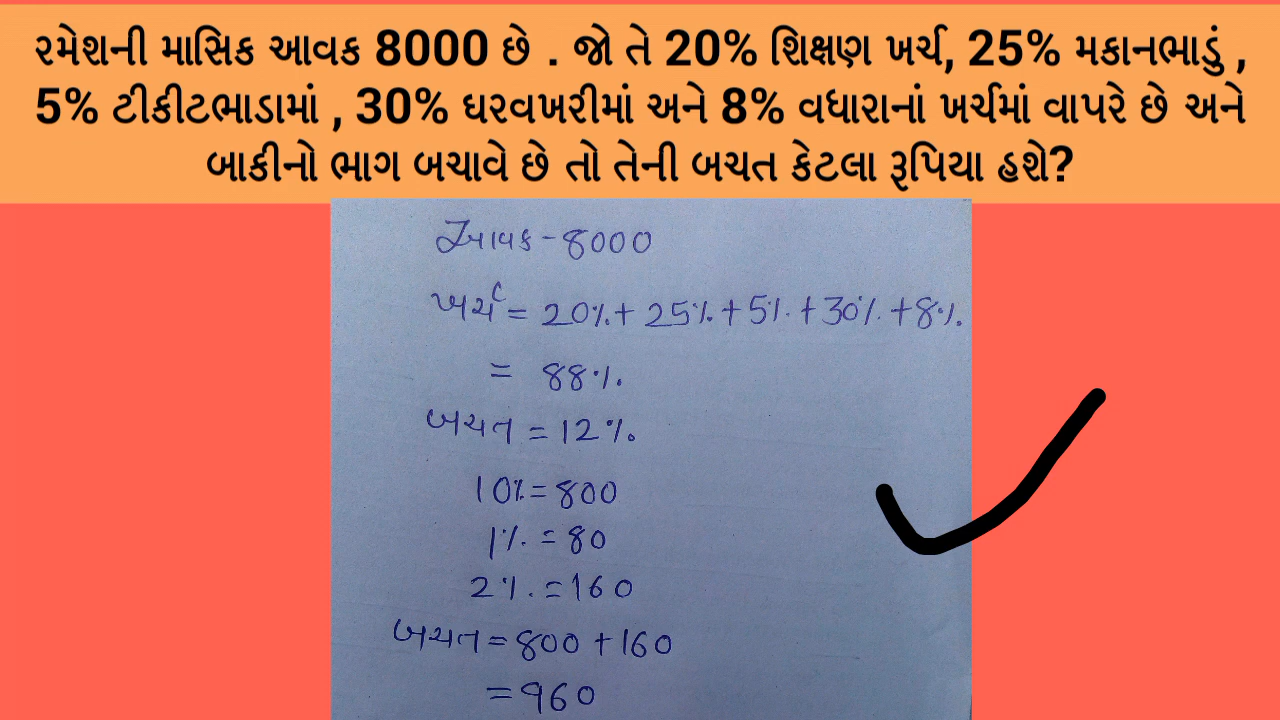 રમેશની માસિક આવક 8000 છે . જો તે 20% શિક્ષણ ખર્ચ, 25% મકાનભાડું ,
5% ટીકીટભાડામાં , 30% ઘરવખરીમાં અને 8% વધારાનાં ખર્ચમાં વાપરે છે અને
બાકીનો ભાગ બચાવે છે તો તેની બચત કેટલા રૂપિયા હશે?
આવક - 8000
ખર્ચ = 20% + 25% + 5% + 30% + 8%.
= 88%.
બચત = 12%.
10% = 800
1%. = 80
2%. = 160
બચત = 800 + 160
= 960